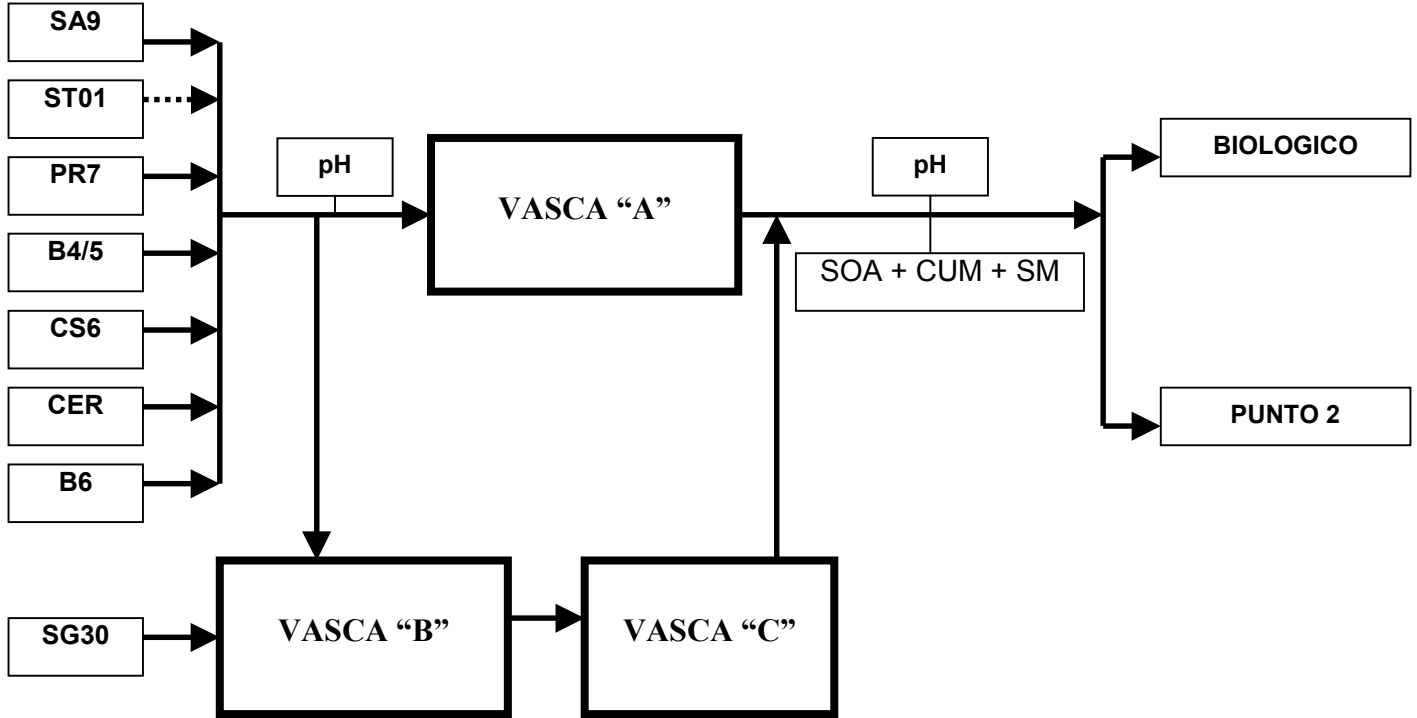 SA9
ST01
PR7
B4/5
CS6
CER
B6
SG30
pH
VASCA “A”
VASCA “B”
VASCA “C”
pH
SOA + CUM + SM
BIOLOGICO
PUNTO 2